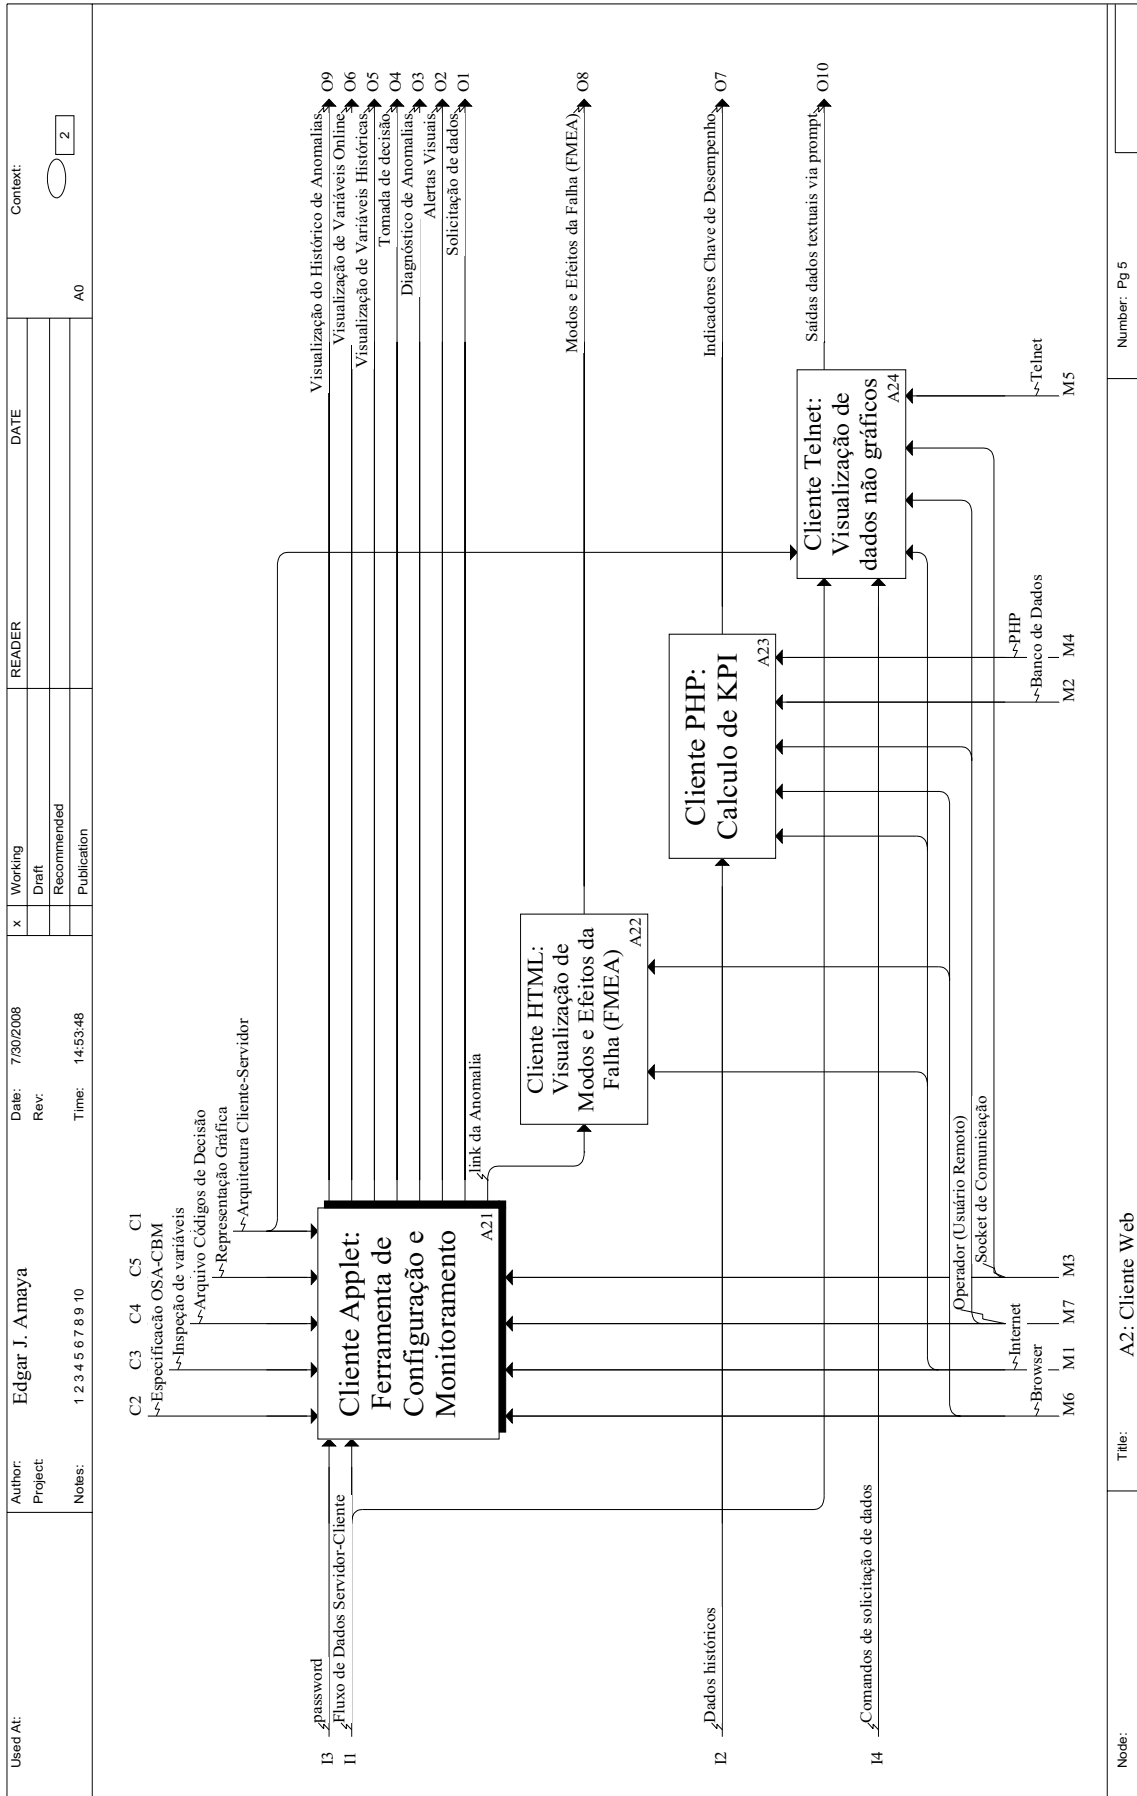 Used At:
Author: Edgar J. Amaya
Project:
Notes: 1 2 3 4 5 6 7 8 9 10
Date: 7/30/2008
Rev:
Time: 14:53:48
x Working
Draft
Recommended
Publication
READER
DATE
Context:
2
A0
C2
C3
C4
C5
C1
Especificacão OSA-CBM
Inspeção de variáveis
Arquivo Códigos de Decisão
Representação Gráfica
Arquitetura Cliente-Servidor
I3
password
I1
Fluxo de Dados Servidor-Cliente
I2
Dados históricos
I4
Comandos de solicitação de dados
Cliente Applet:
Ferramenta de
Configuração e
Monitoramento
A21
link da Anomalia
Cliente HTML:
Visualização de
Modos e Efeitos da
Falha (FMEA)
A22
Cliente PHP:
Calculo de KPI
A23
Cliente Telnet:
Visualização de
dados não gráficos
A24
Visualização do Histórico de Anomalias
O9
Visualização de Variáveis Online
O6
Visualização de Variáveis Históricas
O5
Tomada de decisão
O4
Diagnóstico de Anomalias
O3
Alertas Visuais
O2
Solicitação de dados
O1
Modos e Efeitos da Falha (FMEA)
O8
Indicadores Chave de Desempenho
O7
Saídas dados textuais via prompt
O10
Operador (Usuário Remoto)
Socket de Comunicação
Browser
Internet
Banco de Dados
PHP
Telnet
M6
M1
M7
M3
M2
M4
M5
Node:
Title: A2: Cliente Web
Number: Pg 5